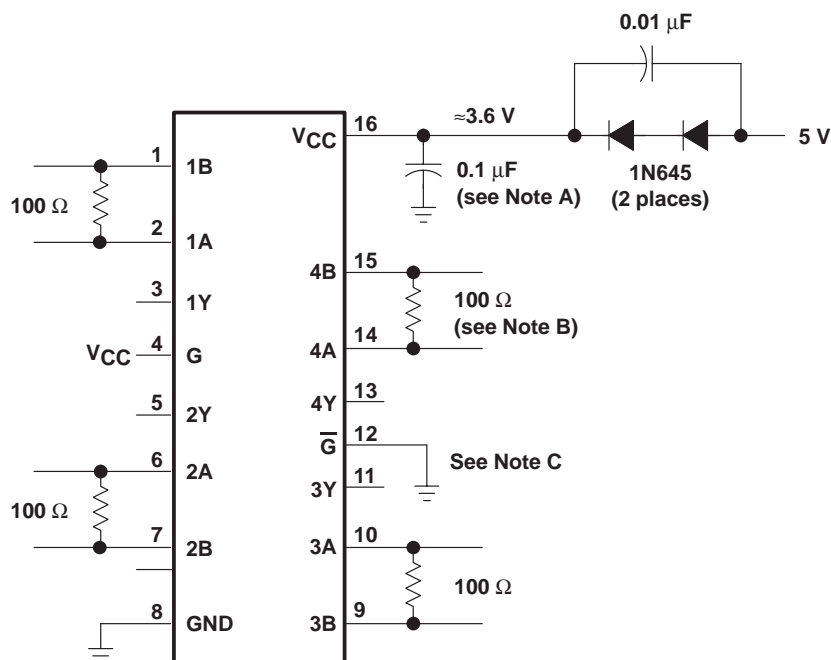 0.01 μF
5 V
1N645
(2 places)
≈3.6 V
0.1 μF
(see Note A)
16
VCC
1
1B
100 Ω
2
1A
3
1Y
VCC
4
G
5
2Y
6
2A
100 Ω
7
2B
8
GND
15
4B
100 Ω
(see Note B)
14
4A
13
4Y
12
G̅
See Note C
11
3Y
10
3A
100 Ω
9
3B